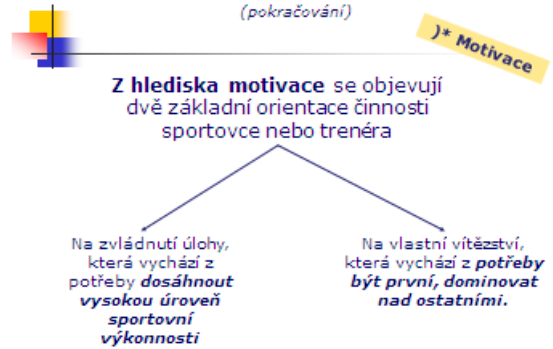 (pokračování)
)* Motivace
Z hlediska motivace se objevují
dvě základní orientace činnosti
sportovce nebo trenéra
Na zvládnutí úlohy,
která vychází z
potřeby dosáhnout
vysokou úroveň
sportovní
výkonnosti
Na vlastní vítězství,
která vychází z potřeby
být první, dominovat
nad ostatními.